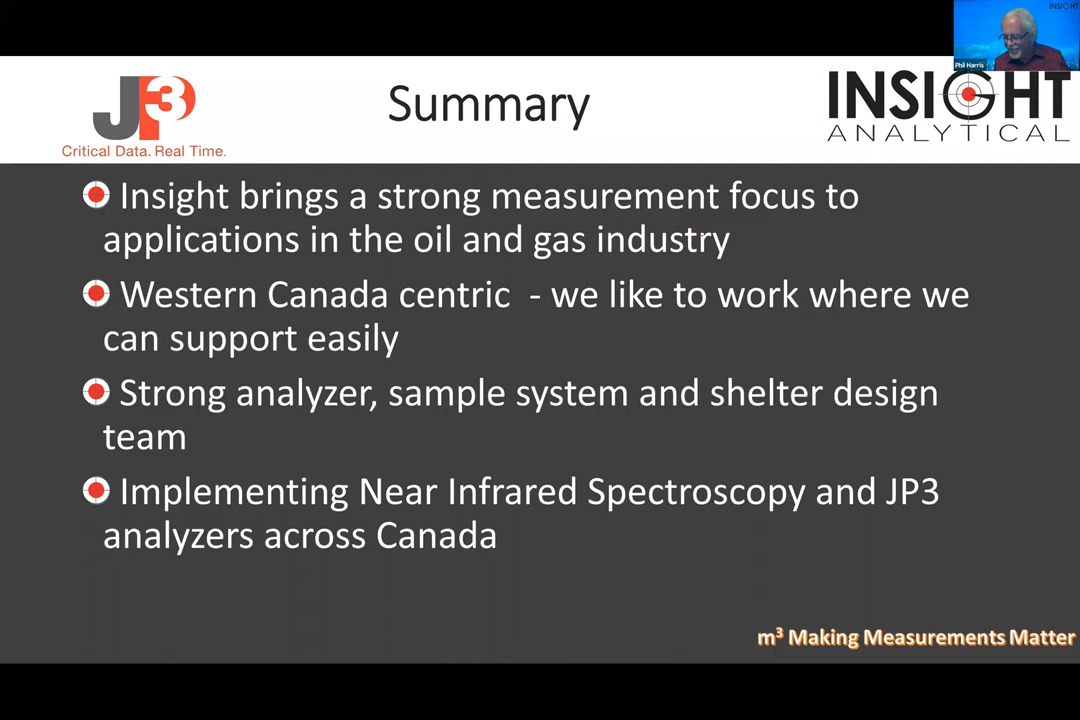 INSIGHT
Phil Harris
JP3
Critical Data. Real Time.
Summary
INSIGHT
ANALYTICAL
Insight brings a strong measurement focus to
applications in the oil and gas industry
Western Canada centric - we like to work where we
can support easily
Strong analyzer, sample system and shelter design
team
Implementing Near Infrared Spectroscopy and JP3
analyzers across Canada
m³ Making Measurements Matter